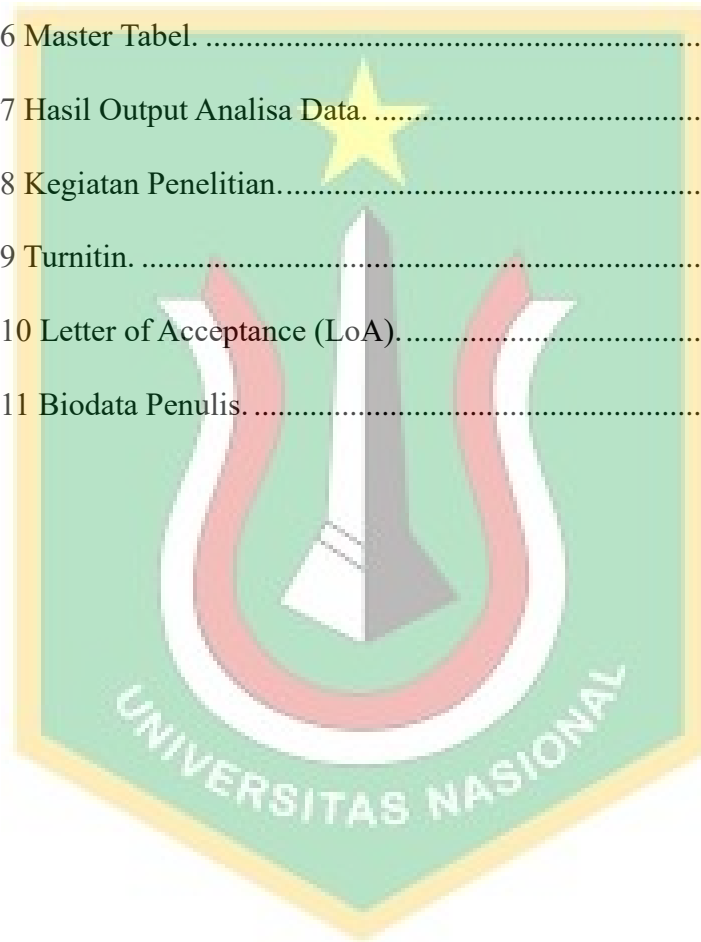 6 Master Tabel. ................................................................
7 Hasil Output Analisa Data. ..........................................
8 Kegiatan Penelitian. .....................................................
9 Turnitin. .......................................................................
10 Letter of Acceptance (LoA). ......................................
11 Biodata Penulis. .........................................................
UNIVERSITAS NASIONAL